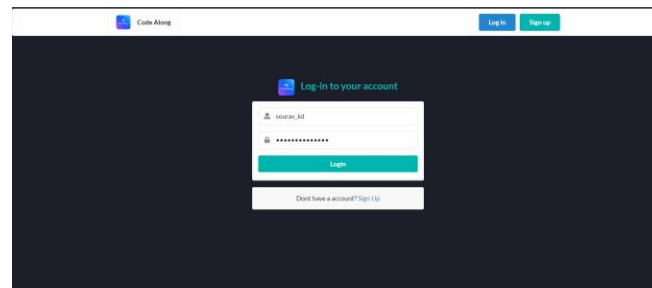 Code Along
Log in
Sign up
Log-in to your account
sourav_kd
••••••••••••••
Login
Dont have a account? Sign Up